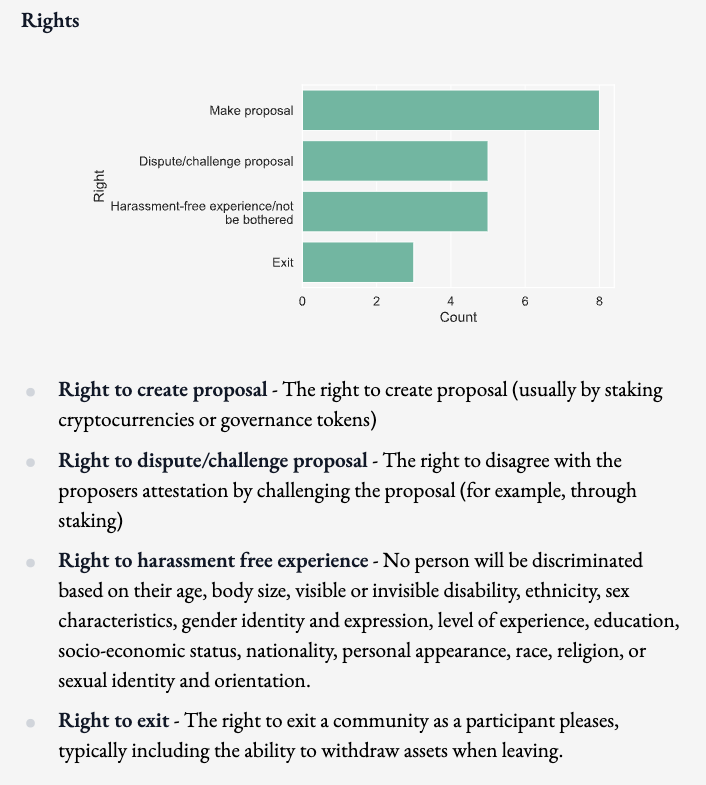 Rights
Make proposal
Dispute/challenge proposal
Right
Harassment-free experience/not
be bothered
Exit
0 2 4 6 8
Count
Right to create proposal - The right to create proposal (usually by staking
cryptocurrencies or governance tokens)
Right to dispute/challenge proposal - The right to disagree with the
proposers attestation by challenging the proposal (for example, through
staking)
Right to harassment free experience - No person will be discriminated
based on their age, body size, visible or invisible disability, ethnicity, sex
characteristics, gender identity and expression, level of experience, education,
socio-economic status, nationality, personal appearance, race, religion, or
sexual identity and orientation.
Right to exit - The right to exit a community as a participant pleases,
typically including the ability to withdraw assets when leaving.